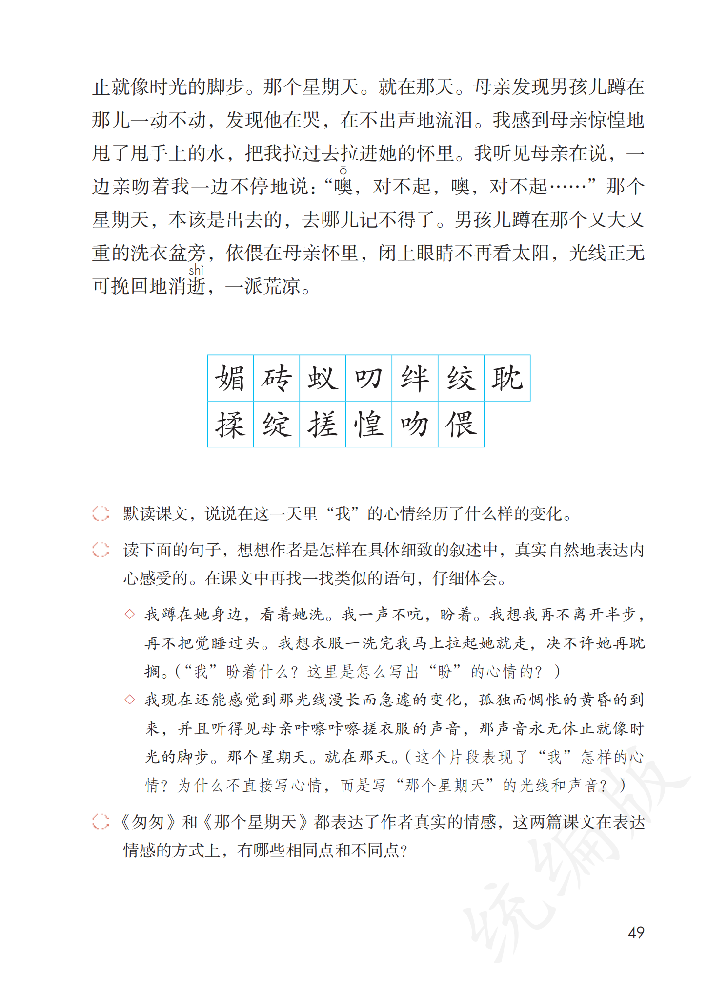 止就像时光的脚步。那个星期天。就在那天。母亲发现男孩儿蹲在
那儿一动不动，发现他在哭，在不出声地流泪。我感到母亲惊惶地
甩了甩手上的水，把我拉过去拉进她的怀里。我听见母亲在说，一
ō
边亲吻着我一边不停地说：“噢，对不起，噢，对不起……”那个
星期天，本该是出去的，去哪儿记不得了。男孩儿蹲在那个又大又
重的洗衣盆旁，依偎在母亲怀里，闭上眼睛不再看太阳，光线正无
shì
可挽回地消逝，一派荒凉。
媚 砖 蚁 叨 绊 绞 耽
揉 绽 搓 惶 吻 偎
默读课文，说说在这一天里“我”的心情经历了什么样的变化。
读下面的句子，想想作者是怎样在具体细致的叙述中，真实自然地表达内
心感受的。在课文中再找一找类似的语句，仔细体会。
◇ 我蹲在她身边，看着她洗。我一声不吭，盼着。我想我再不离开半步，
再不把觉睡过头。我想衣服一洗完我马上拉起她就走，决不许她再耽
搁。（“我”盼着什么？这里是怎么写出“盼”的心情的？）
◇ 我现在还能感觉到那光线漫长而急遽的变化，孤独而惆怅的黄昏的到
来，并且听得见母亲咔嚓咔嚓搓衣服的声音，那声音永无休止就像时
光的脚步。那个星期天。就在那天。（这个片段表现了“我”怎样的心
情？为什么不直接写心情，而是写“那个星期天”的光线和声音？）
《匆匆》和《那个星期天》都表达了作者真实的情感，这两篇课文在表达
情感的方式上，有哪些相同点和不同点？
统编版
49